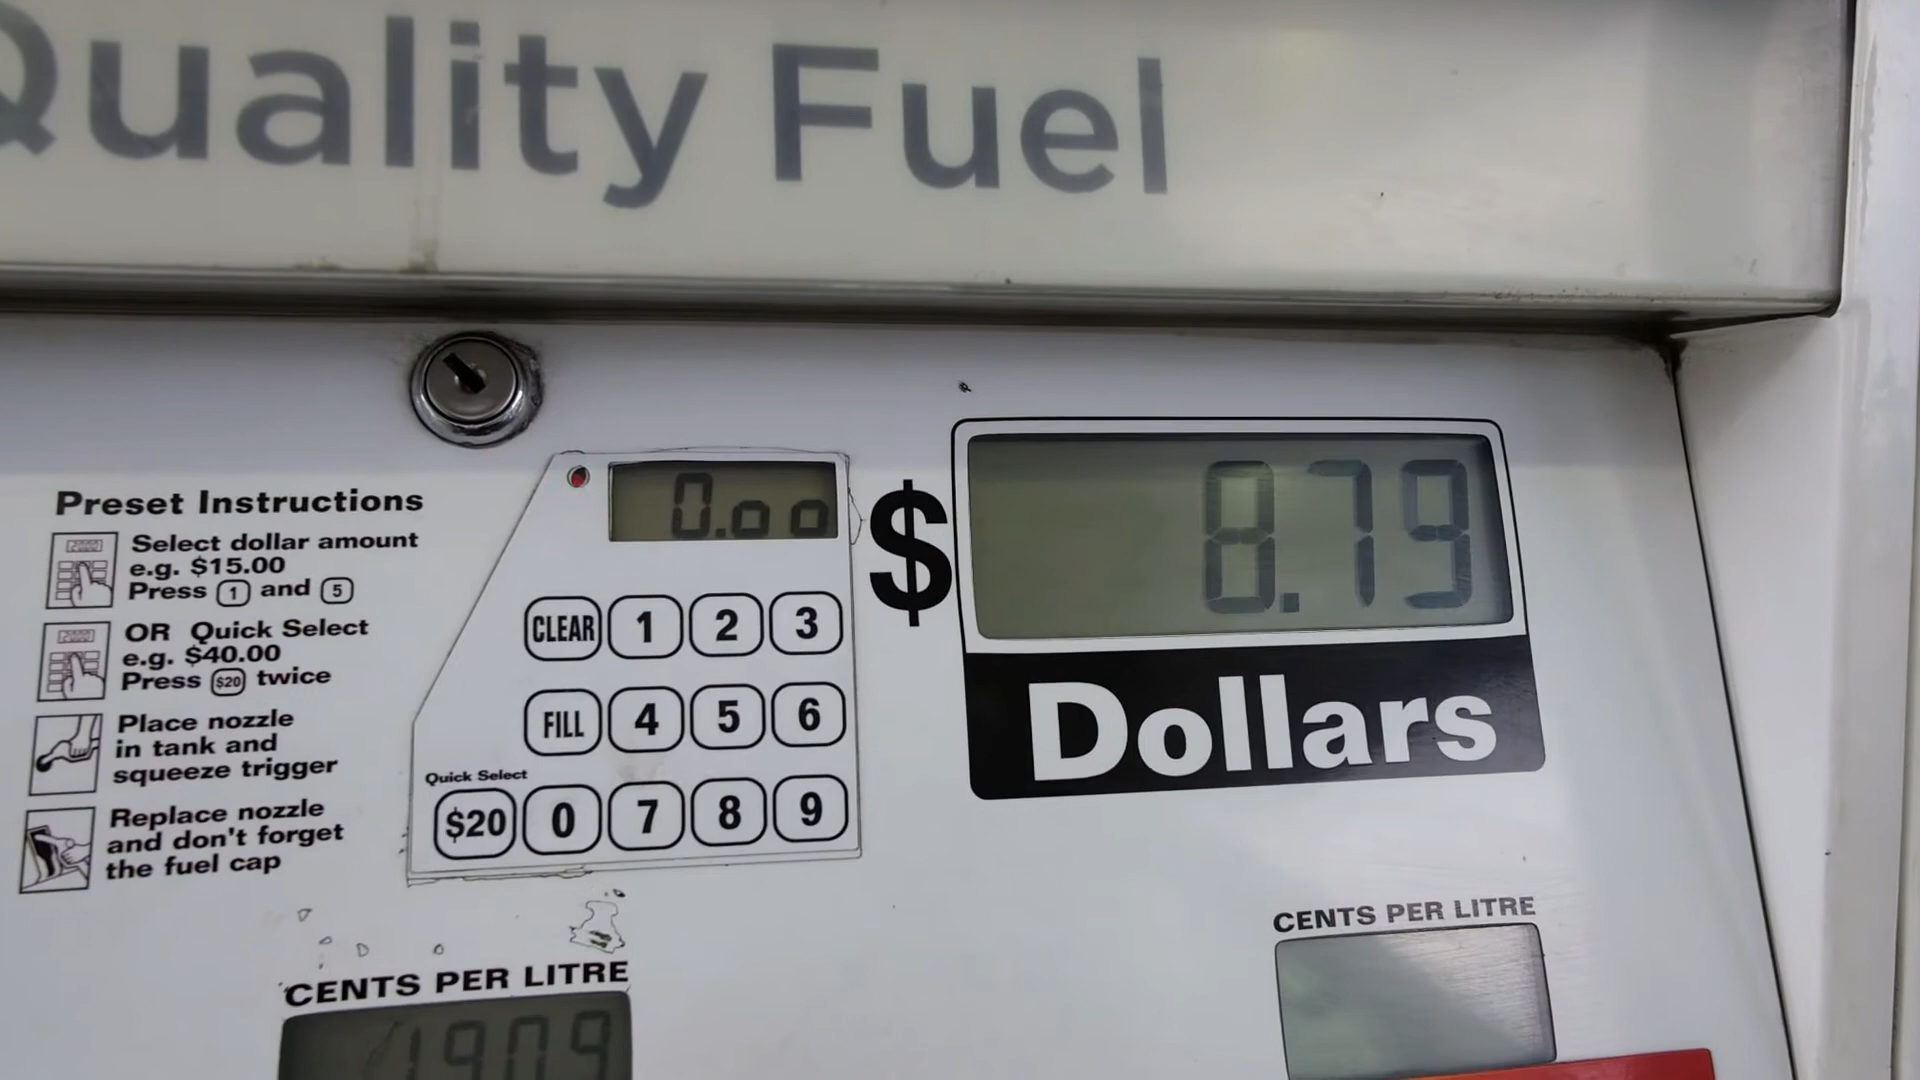 Quality Fuel
Preset Instructions
Select dollar amount
e.g. $15.00
Press 1 and 5
OR Quick Select
e.g. $40.00
Press $20 twice
Place nozzle
in tank and
squeeze trigger
Replace nozzle
and don't forget
the fuel cap
0.00
CLEAR 1 2 3
FILL 4 5 6
Quick Select
$20 0 7 8 9
$ 8.79
Dollars
CENTS PER LITRE
1909
CENTS PER LITRE